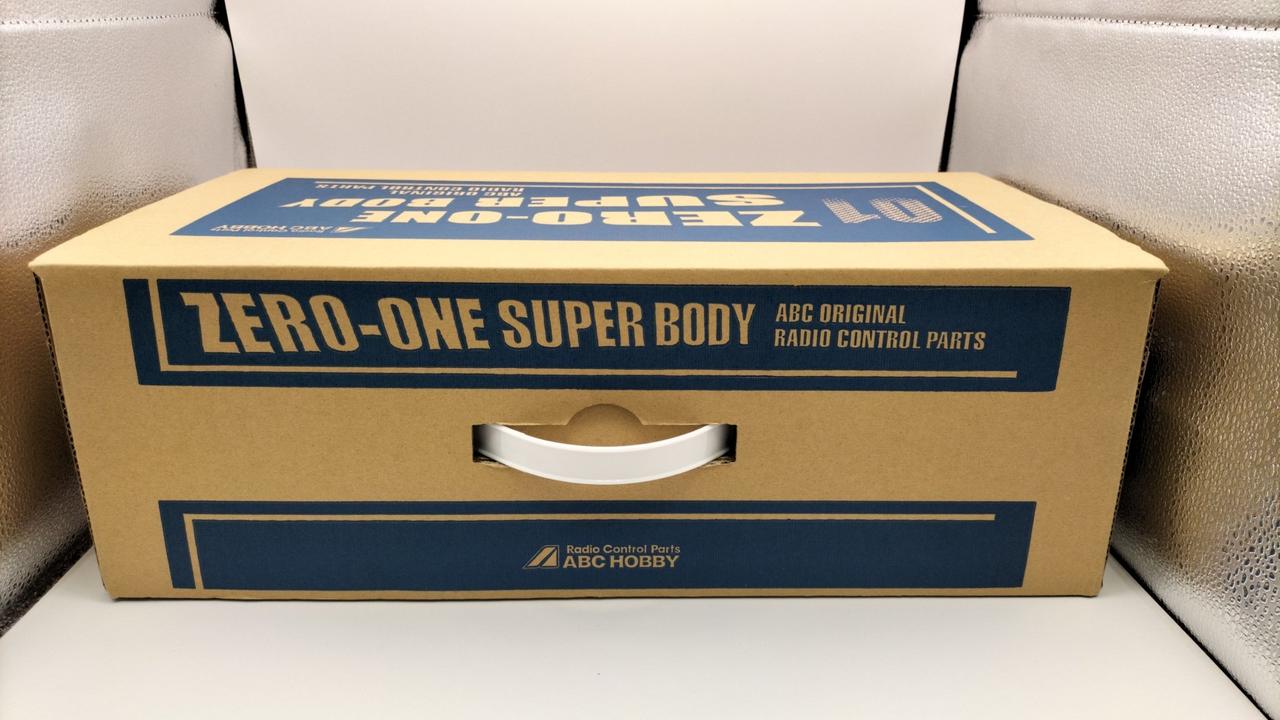 ABC ORIGINAL
RADIO CONTROL PARTS
ZERO-ONE
SUPER BODY
01
ABC HOBBY
ZERO-ONE SUPER BODY
ABC ORIGINAL
RADIO CONTROL PARTS
Radio Control Parts
ABC HOBBY